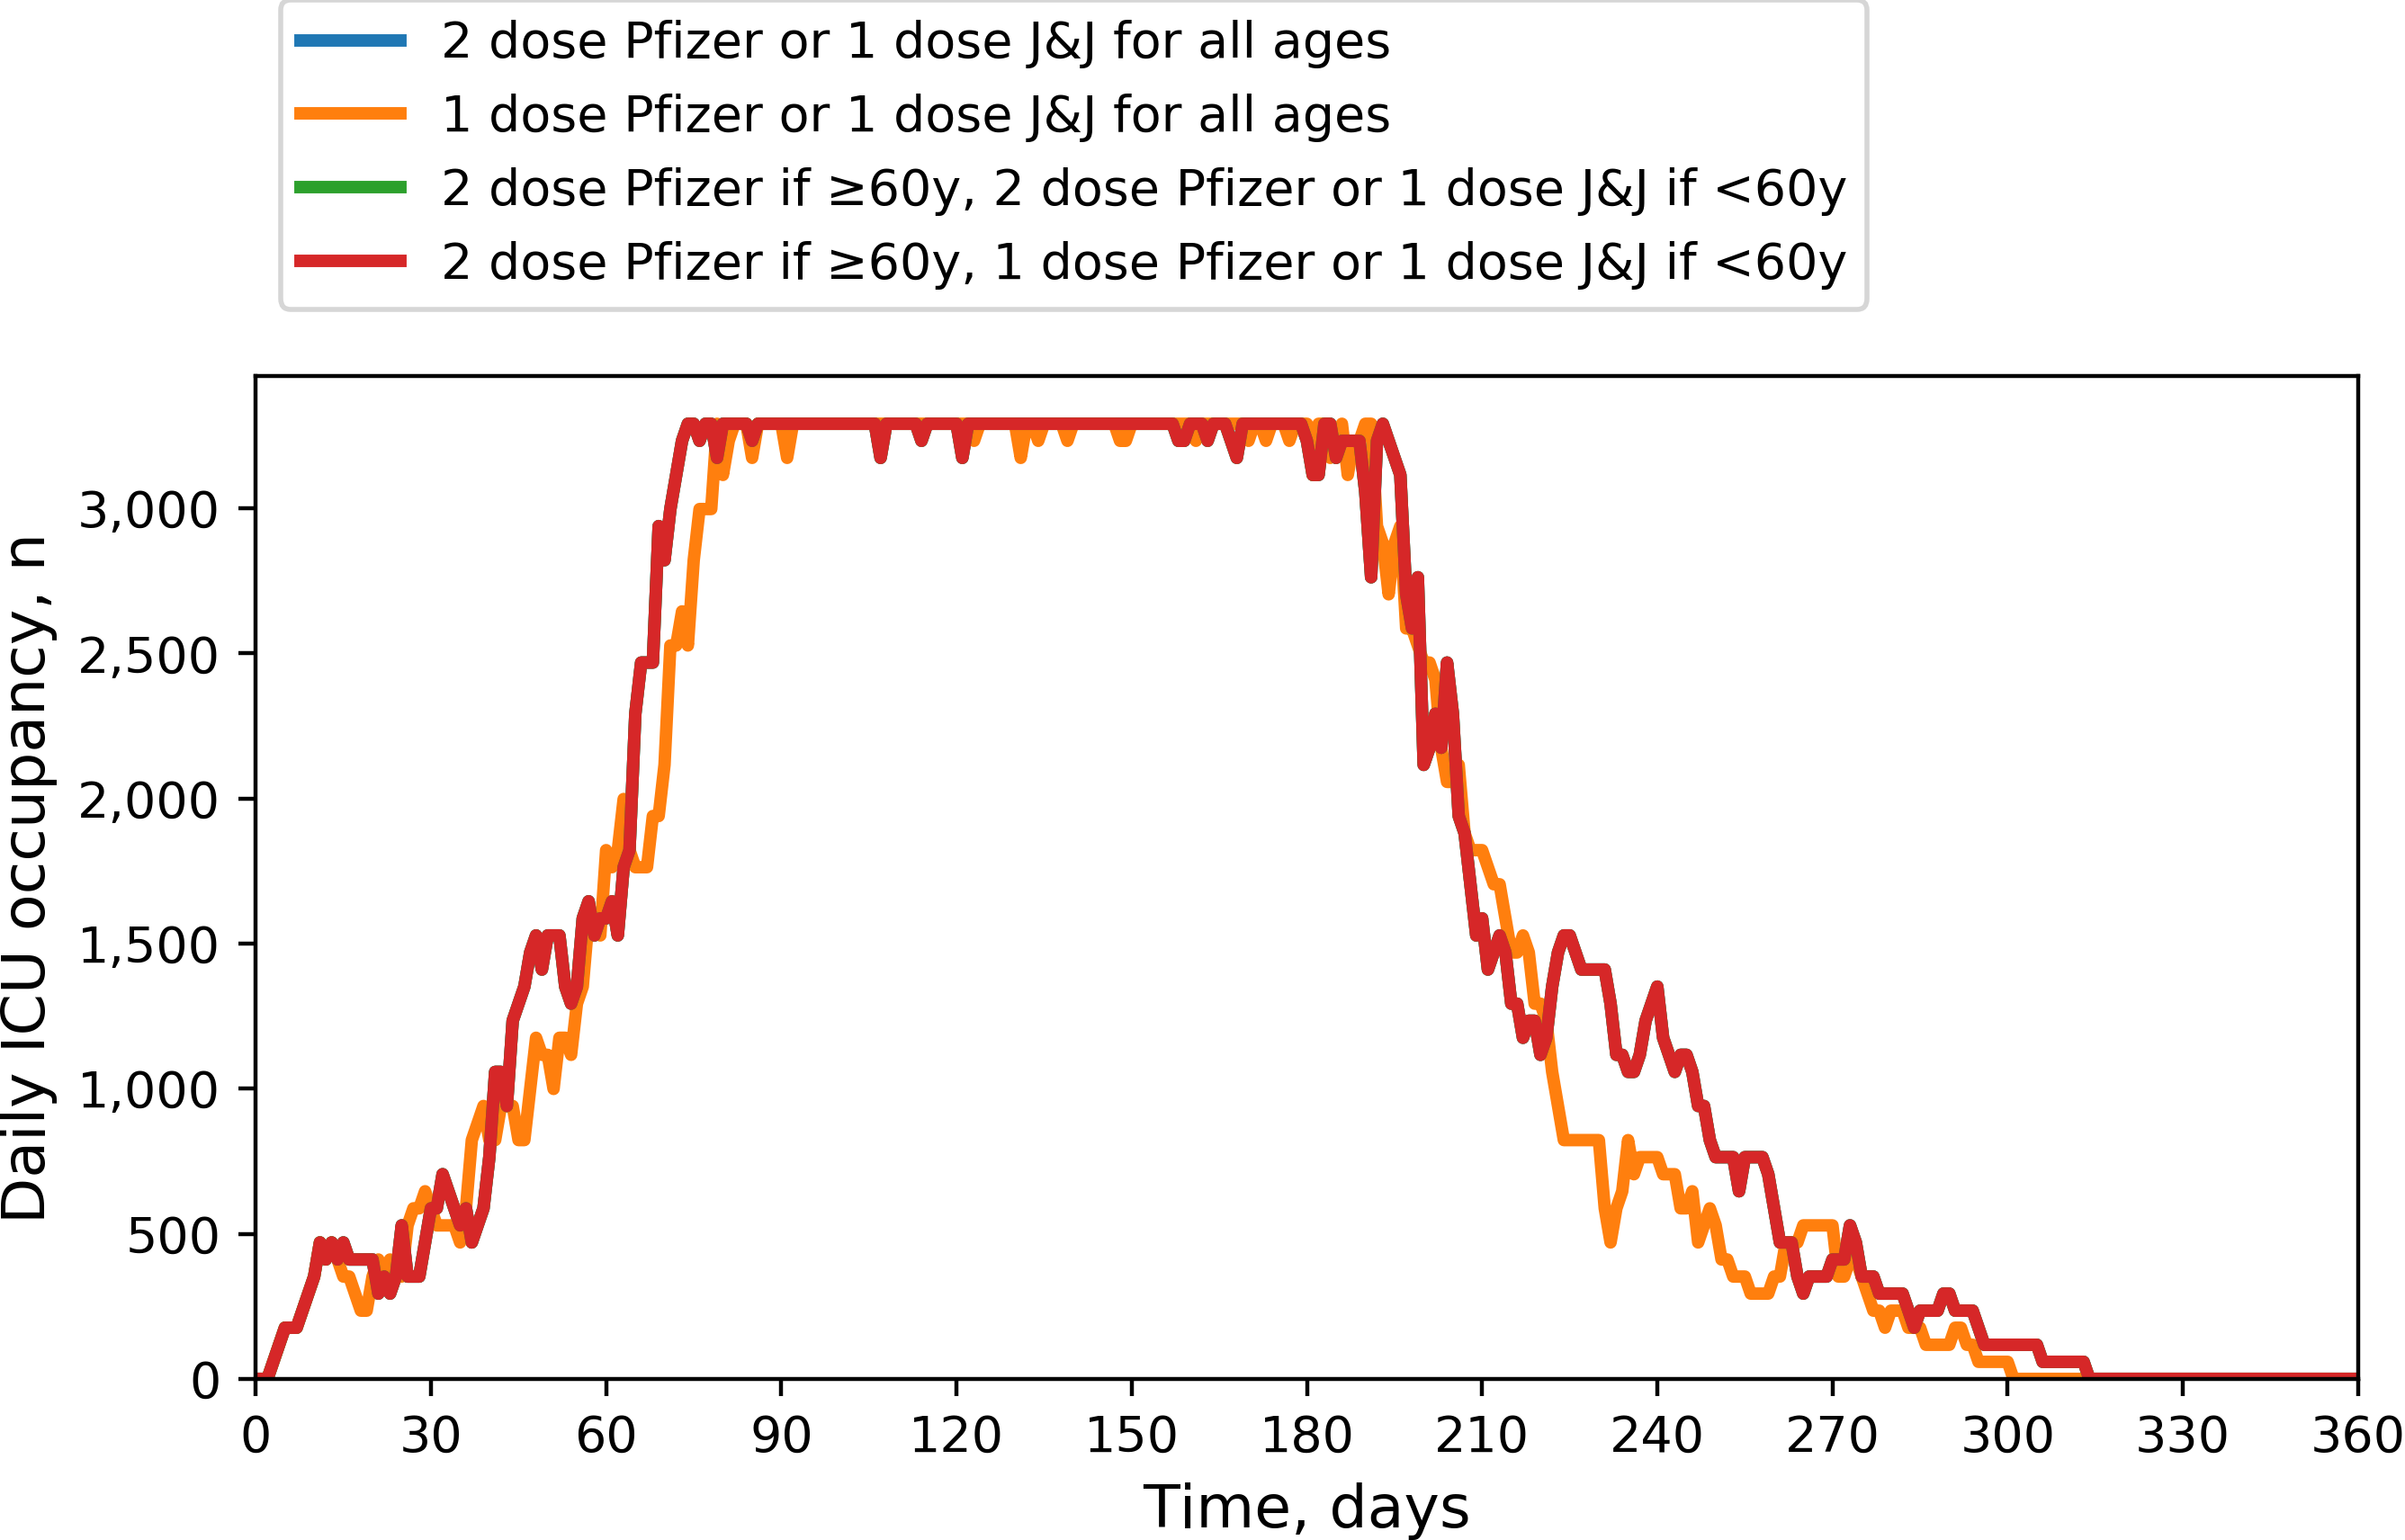 2 dose Pfizer or 1 dose J&J for all ages
1 dose Pfizer or 1 dose J&J for all ages
2 dose Pfizer if ≥60y, 2 dose Pfizer or 1 dose J&J if <60y
2 dose Pfizer if ≥60y, 1 dose Pfizer or 1 dose J&J if <60y
Daily ICU occupancy, n
3,000
2,500
2,000
1,500
1,000
500
0
0 30 60 90 120 150 180 210 240 270 300 330 360
Time, days